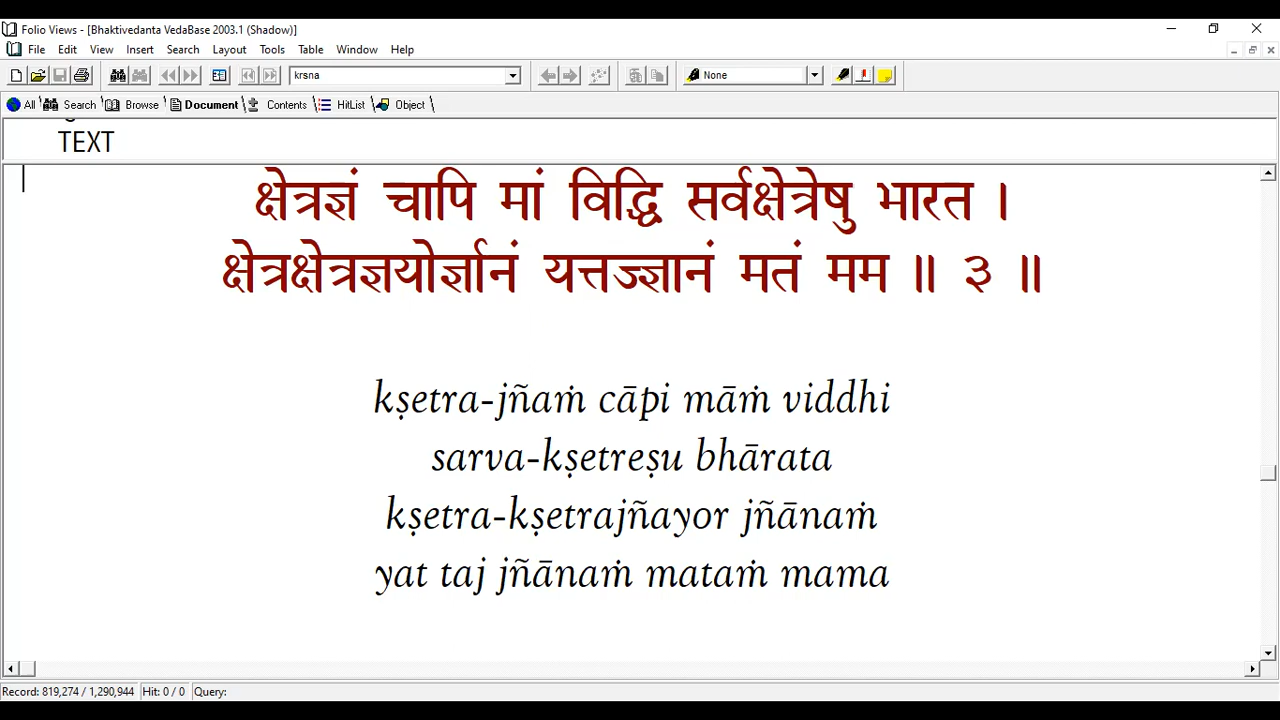 Folio Views - [Bhaktivedanta VedaBase 2003.1 (Shadow)]
File Edit View Insert Search Layout Tools Table Window Help
krsna None
All Search Browse Document Contents HitList Object
TEXT
क्षेत्रज्ञं चापि मां विद्धि सर्वक्षेत्रेषु भारत ।
क्षेत्रक्षेत्रज्ञयोर्ज्ञानं यत्तज्ज्ञानं मतं मम ॥ ३ ॥
kṣetra-jñaṁ cāpi māṁ viddhi
sarva-kṣetreṣu bhārata
kṣetra-kṣetrajñayor jñānaṁ
yat taj jñānaṁ mataṁ mama
Record: 819,274 / 1,290,944 Hit: 0 / 0 Query: